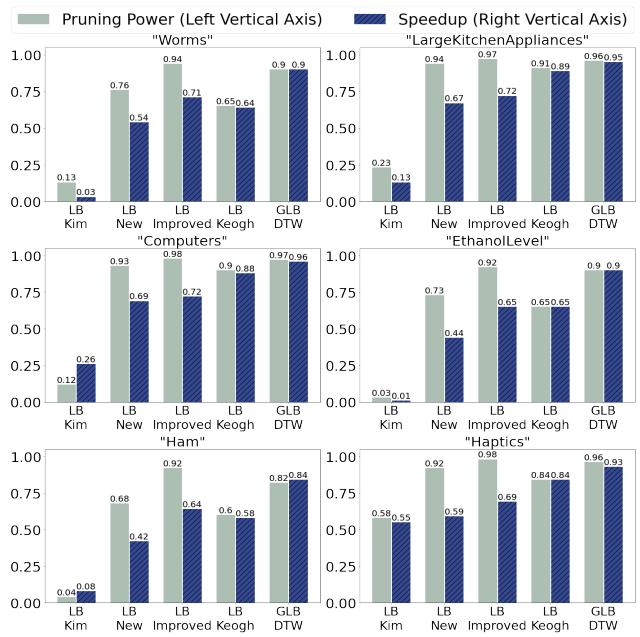 Pruning Power (Left Vertical Axis) Speedup (Right Vertical Axis)
"Worms" "LargeKitchenAppliances"
1.00 0.75 0.50 0.25 0.00
0.13 0.03 0.76 0.54 0.94 0.71 0.65 0.64 0.9 0.9
LB Kim LB New LB Improved LB Keogh GLB DTW
1.00 0.75 0.50 0.25 0.00
0.23 0.13 0.94 0.67 0.97 0.72 0.91 0.89 0.96 0.95
LB Kim LB New LB Improved LB Keogh GLB DTW
"Computers" "EthanolLevel"
1.00 0.75 0.50 0.25 0.00
0.12 0.26 0.93 0.69 0.98 0.72 0.9 0.88 0.97 0.96
LB Kim LB New LB Improved LB Keogh GLB DTW
1.00 0.75 0.50 0.25 0.00
0.03 0.01 0.73 0.44 0.92 0.65 0.65 0.65 0.9 0.9
LB Kim LB New LB Improved LB Keogh GLB DTW
"Ham" "Haptics"
1.00 0.75 0.50 0.25 0.00
0.04 0.08 0.68 0.42 0.92 0.64 0.6 0.58 0.82 0.84
LB Kim LB New LB Improved LB Keogh GLB DTW
1.00 0.75 0.50 0.25 0.00
0.58 0.55 0.92 0.59 0.98 0.69 0.84 0.84 0.96 0.93
LB Kim LB New LB Improved LB Keogh GLB DTW